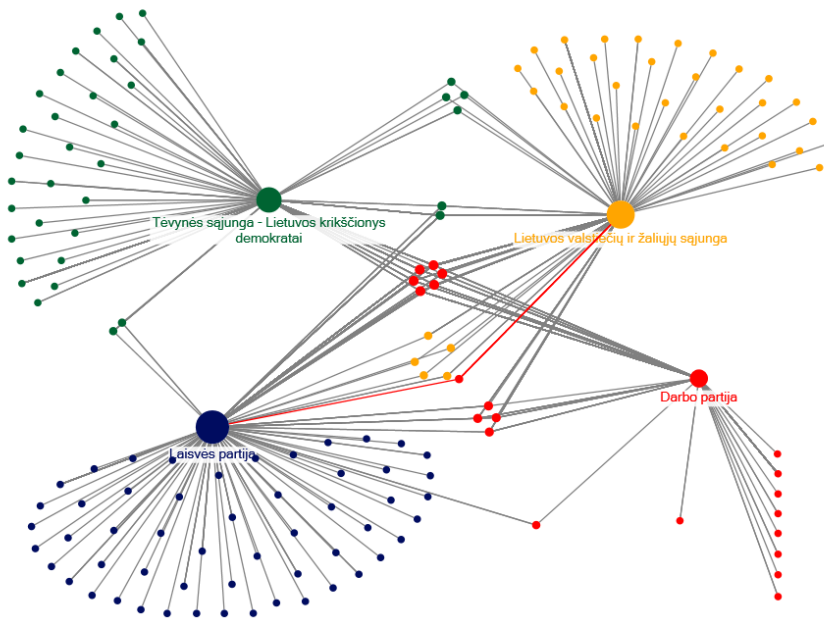 Tėvynės sąjunga - Lietuvos krikščionys
demokratai
Lietuvos valstiečių ir žaliųjų sąjunga
Darbo partija
Laisvės partija